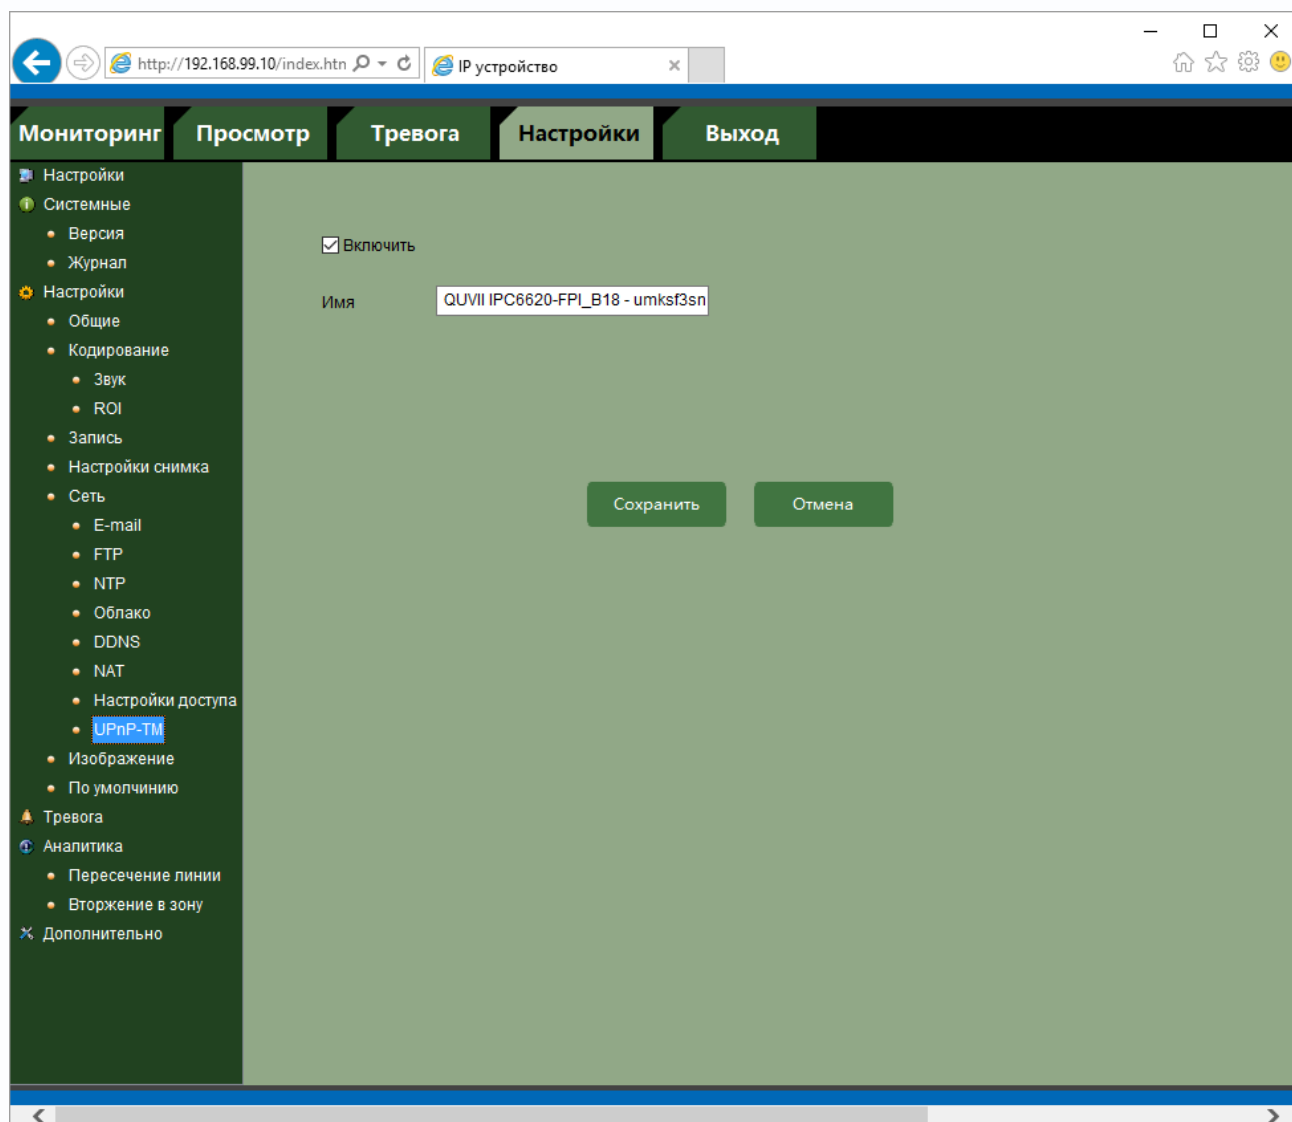 http://192.168.99.10/index.htn
IP устройство
Мониторинг
Просмотр
Тревога
Настройки
Выход
Настройки
Системные
Версия
Журнал
Настройки
Общие
Кодирование
Звук
ROI
Запись
Настройки снимка
Сеть
E-mail
FTP
NTP
Облако
DDNS
NAT
Настройки доступа
UPnP-TM
Изображение
По умолчинию
Тревога
Аналитика
Пересечение линии
Вторжение в зону
Дополнительно
Включить
Имя QUVII IPC6620-FPI_B18 - umksf3sn
Сохранить Отмена